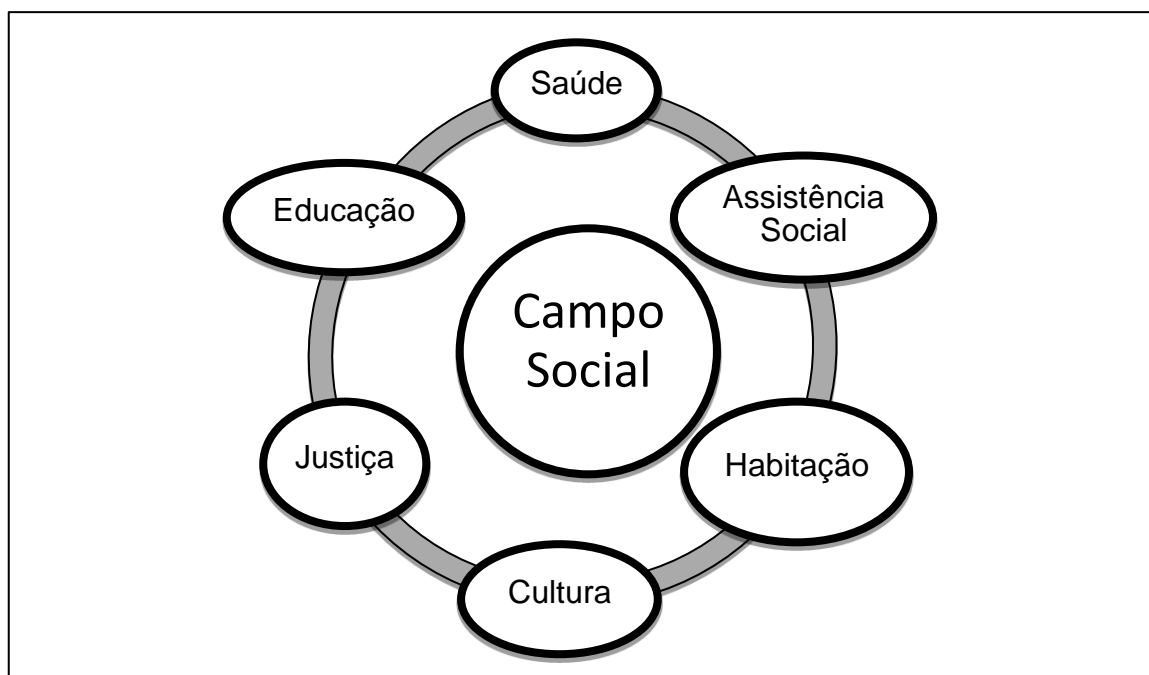 Saúde
Assistência
Social
Educação
Campo
Social
Justiça
Habitação
Cultura